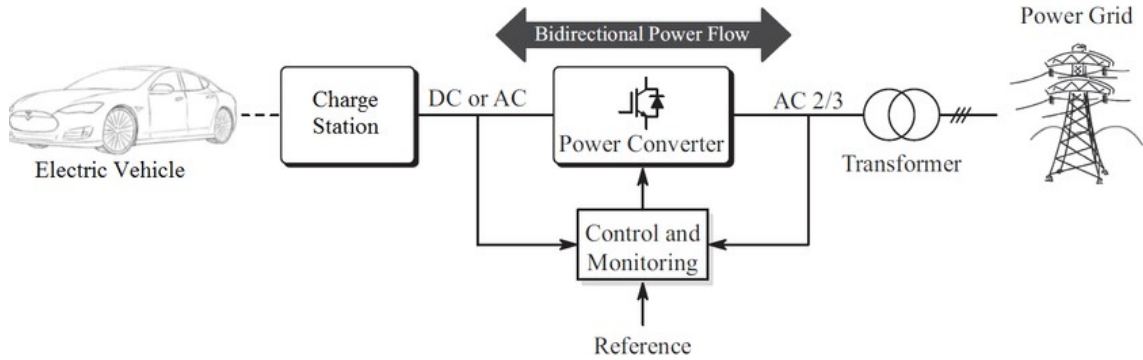 Power Grid
Bidirectional Power Flow
Charge
Station
DC or AC
AC 2/3
Power Converter
Transformer
Electric Vehicle
Control and
Monitoring
Reference